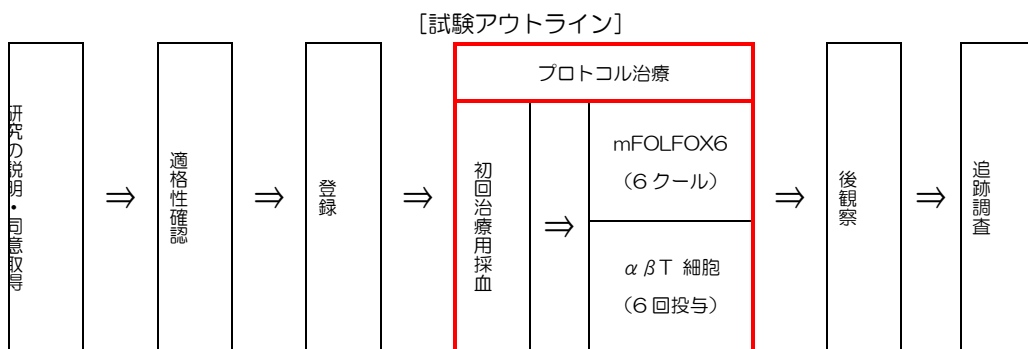 [試験アウトライン]
研究の説明・同意取得
⇒
適格性確認
⇒
登録
⇒
プロトコル治療
初回治療用採血
⇒
mFOLFOX6
（6 クール）
αβT 細胞
（6 回投与）
⇒
後観察
⇒
追跡調査